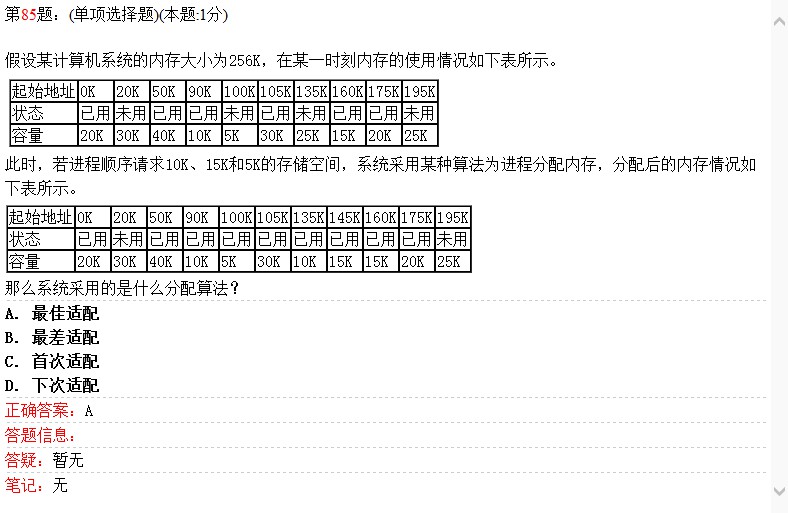 第85题：(单项选择题)(本题:1分)
假设某计算机系统的内存大小为256K，在某一时刻内存的使用情况如下表所示。
起始地址 0K 20K 50K 90K 100K 105K 135K 160K 175K 195K
状态 已用 未用 已用 已用 未用 已用 未用 已用 已用 未用
容量 20K 30K 40K 10K 5K 30K 25K 15K 20K 25K
此时，若进程顺序请求10K、15K和5K的存储空间，系统采用某种算法为进程分配内存，分配后的内存情况如
下表所示。
起始地址 0K 20K 50K 90K 100K 105K 135K 145K 160K 175K 195K
状态 已用 未用 已用 已用 已用 已用 已用 已用 已用 已用 未用
容量 20K 30K 40K 10K 5K 30K 10K 15K 15K 20K 25K
那么系统采用的是什么分配算法？
A. 最佳适配
B. 最差适配
C. 首次适配
D. 下次适配
正确答案：A
答题信息：
答疑：暂无
笔记：无